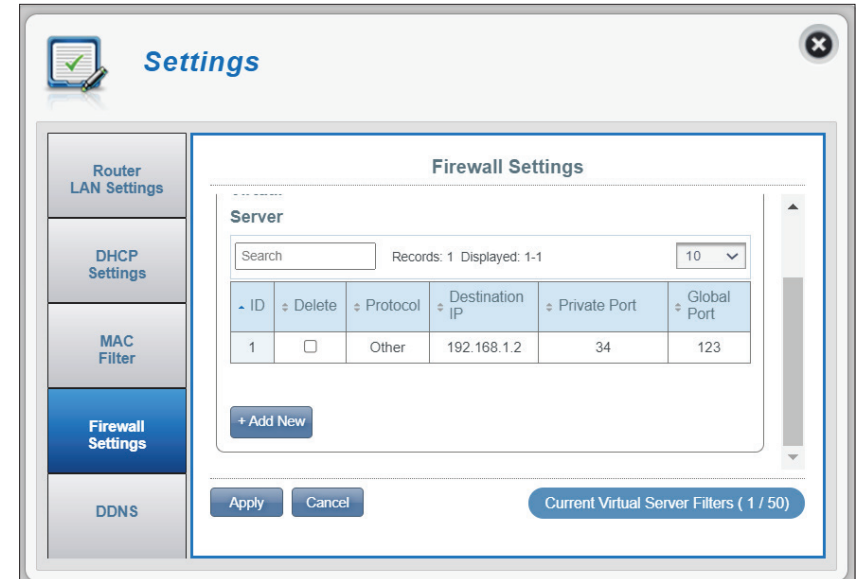 Settings
Router
LAN Settings
DHCP
Settings
MAC
Filter
Firewall
Settings
DDNS
Firewall Settings
Server
Search
Records: 1 Displayed: 1-1
10
ID Delete Protocol Destination IP Private Port Global Port
1 Other 192.168.1.2 34 123
+ Add New
Apply Cancel Current Virtual Server Filters ( 1 / 50)